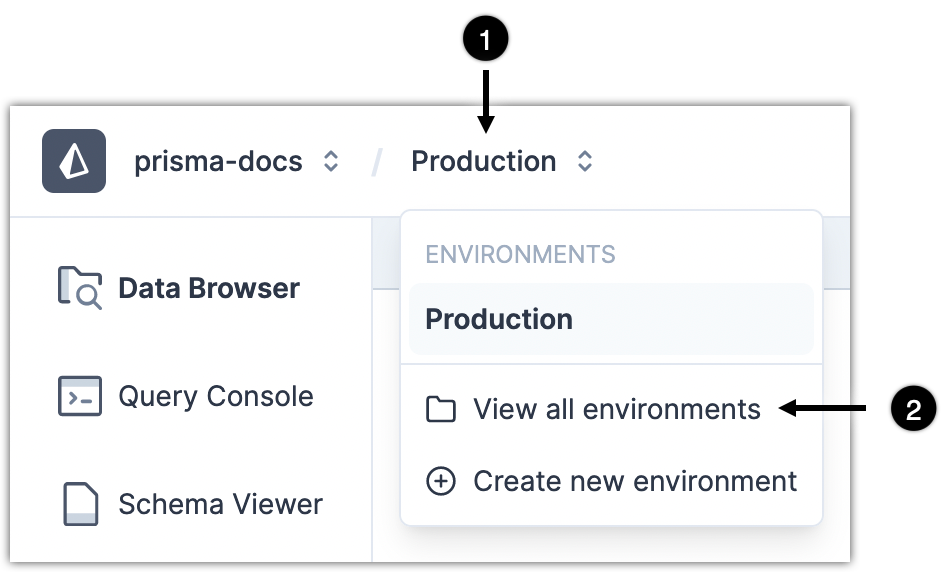 1
prisma-docs / Production
ENVIRONMENTS
Data Browser
Production
Query Console
View all environments
2
Schema Viewer
Create new environment